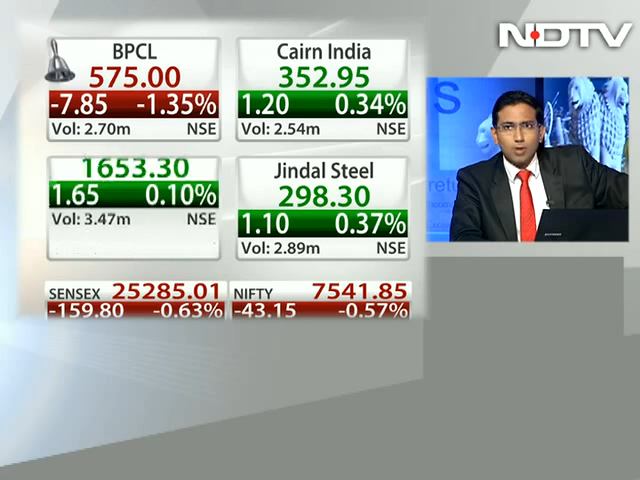 NDTV
BPCL
575.00
-7.85 -1.35%
Vol: 2.70m NSE
Cairn India
352.95
1.20 0.34%
Vol: 2.54m NSE
1653.30
1.65 0.10%
Vol: 3.47m NSE
Jindal Steel
298.30
1.10 0.37%
Vol: 2.89m NSE
SENSEX 25285.01
-159.80 -0.63%
NIFTY 7541.85
-43.15 -0.57%